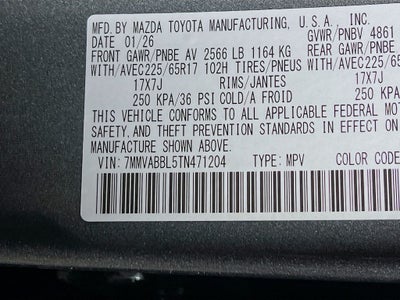 MFD. BY MAZDA TOYOTA MANUFACTURING, U.S.A., INC.
DATE 01/26 GVWR/PNBV 4861
FRONT GAWR/PNBE AV 2566 LB 1164 KG REAR GAWR/PNBE
WITH/AVEC225/65R17 102H TIRES/PNEUS WITH/AVEC225/65
17X7J RIMS/JANTES 17X7J
250 KPA/36 PSI COLD/A FROID 250 KPA
THIS VEHICLE CONFORMS TO ALL APPLICABLE FEDERAL MOTOR
SAFETY, AND THEFT PREVENTION STANDARDS IN EFFECT ON
MANUFACTURE SHOWN ABOVE.
VIN: 7MMVABBL5TN471204 TYPE: MPV COLOR CODE